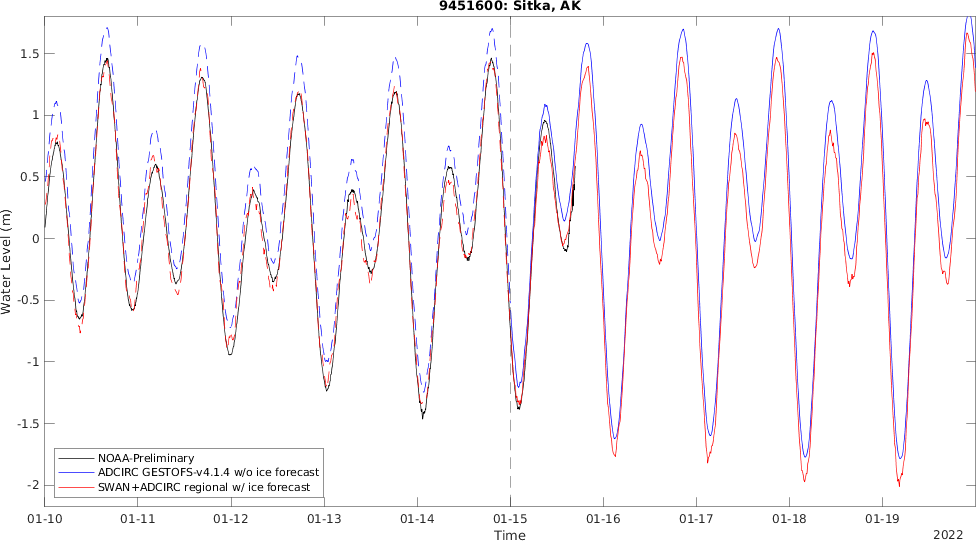 9451600: Sitka, AK
Water Level (m)
1.5
1
0.5
0
-0.5
-1
-1.5
-2
NOAA-Preliminary
ADCIRC GESTOFS-v4.1.4 w/o ice forecast
SWAN+ADCIRC regional w/ ice forecast
01-10 01-11 01-12 01-13 01-14 01-15 01-16 01-17 01-18 01-19
Time
2022